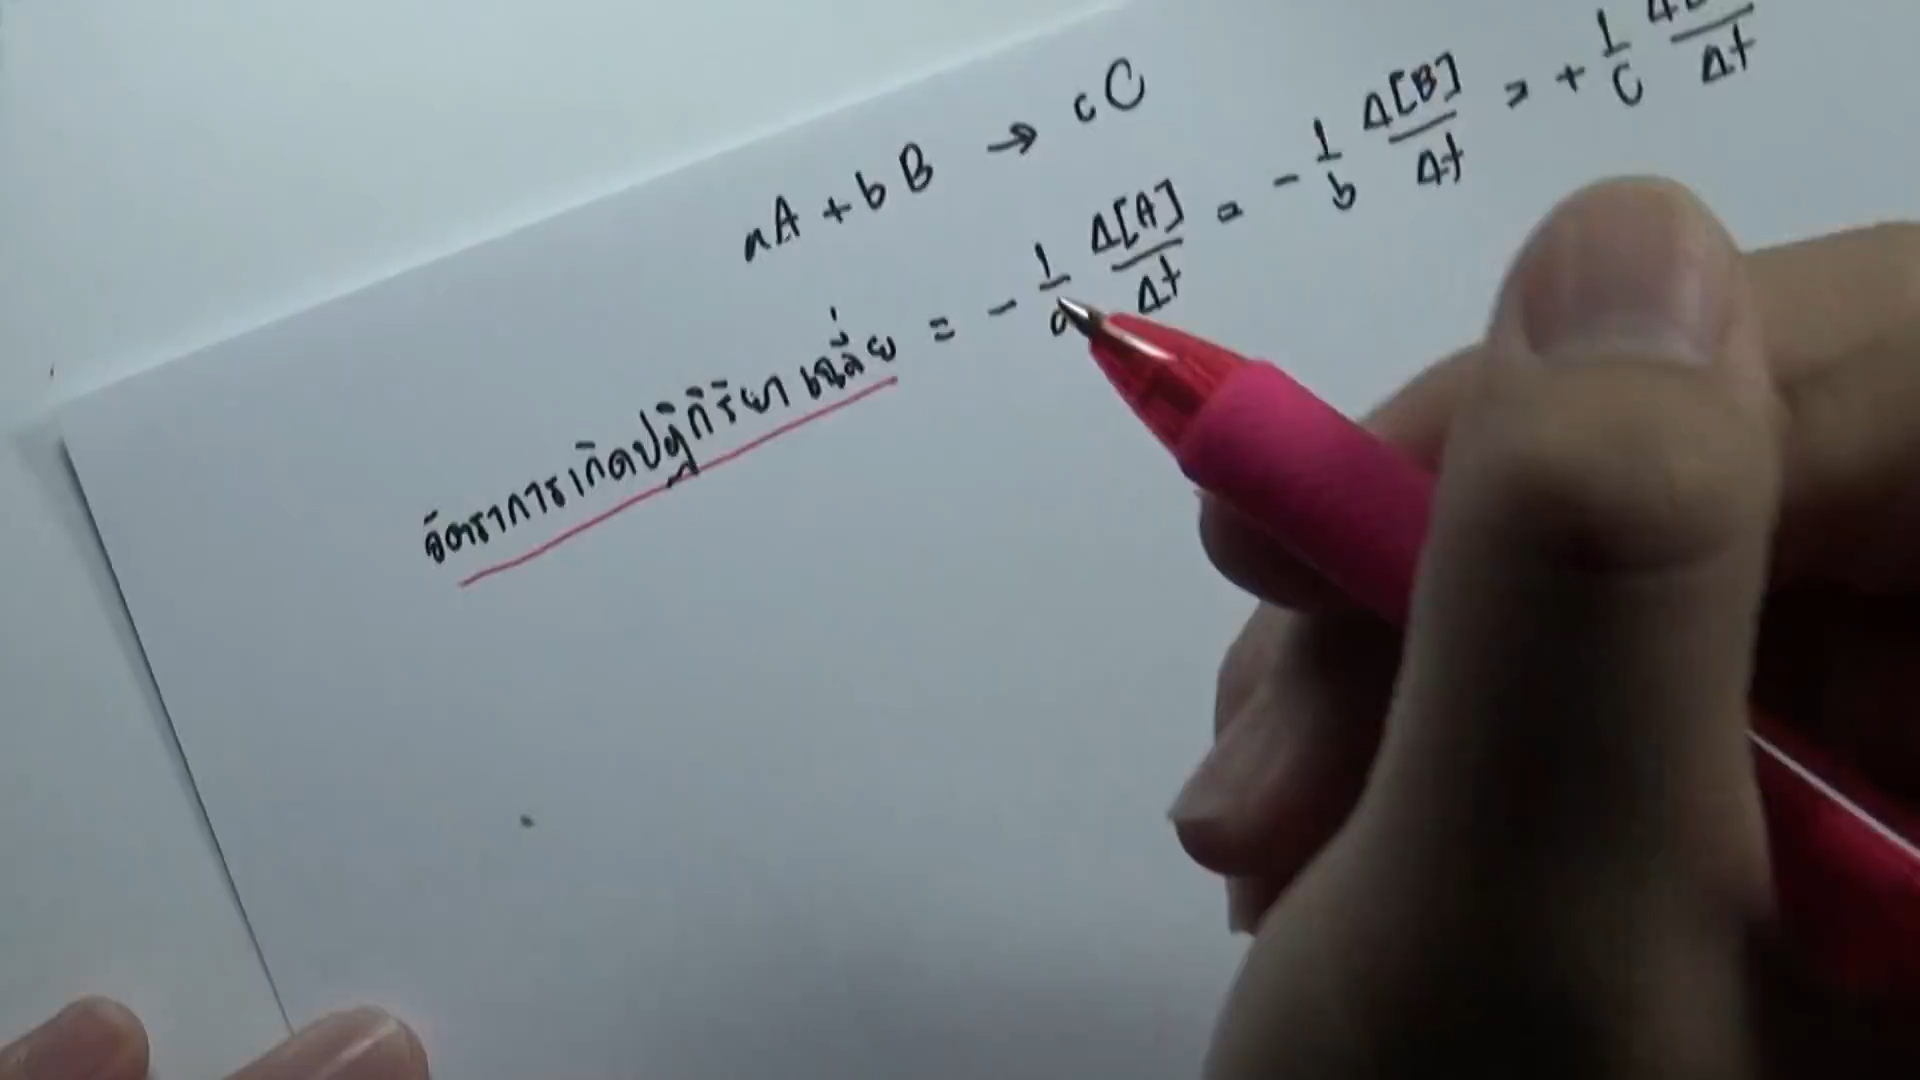 aA + bB → cC
อัตราการเกิดปฏิกิริยาเฉลี่ย = - 1/a Δ[A]/Δt = - 1/b Δ[B]/Δt = + 1/c /Δt